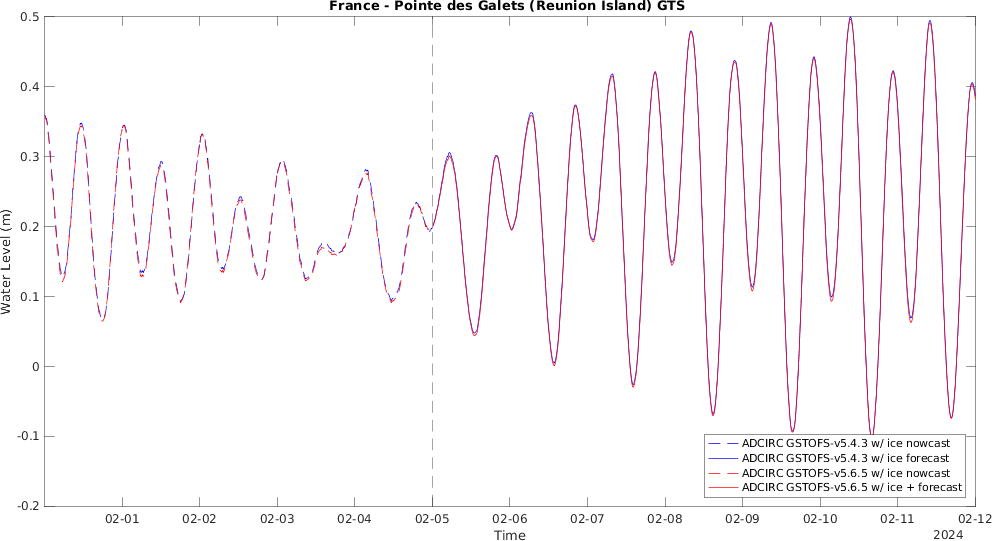 France - Pointe des Galets (Reunion Island) GTS
0.5
0.4
0.3
0.2
0.1
0
-0.1
-0.2
Water Level (m)
02-01 02-02 02-03 02-04 02-05 02-06 02-07 02-08 02-09 02-10 02-11 02-12
Time
2024
ADCIRC GSTOFS-v5.4.3 w/ ice nowcast
ADCIRC GSTOFS-v5.4.3 w/ ice forecast
ADCIRC GSTOFS-v5.6.5 w/ ice nowcast
ADCIRC GSTOFS-v5.6.5 w/ ice + forecast